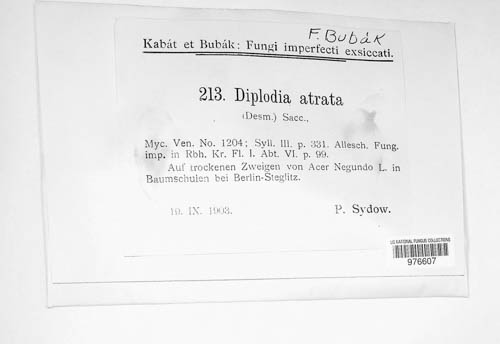 F. Bubák
Kabát et Bubák: Fungi imperfecti exsiccati.
213. Diplodia atrata
(Desm.) Sacc.,
Myc. Ven. No. 1204; Syll. III. p. 331. Allesch. Fung.
imp. in Rbh. Kr. Fl. I. Abt. VI. p. 99.
Auf trockenen Zweigen von Acer Negundo L. in
Baumschulen bei Berlin-Steglitz.
19. IX. 1903. P. Sydow.
US NATIONAL FUNGUS COLLECTIONS
976607